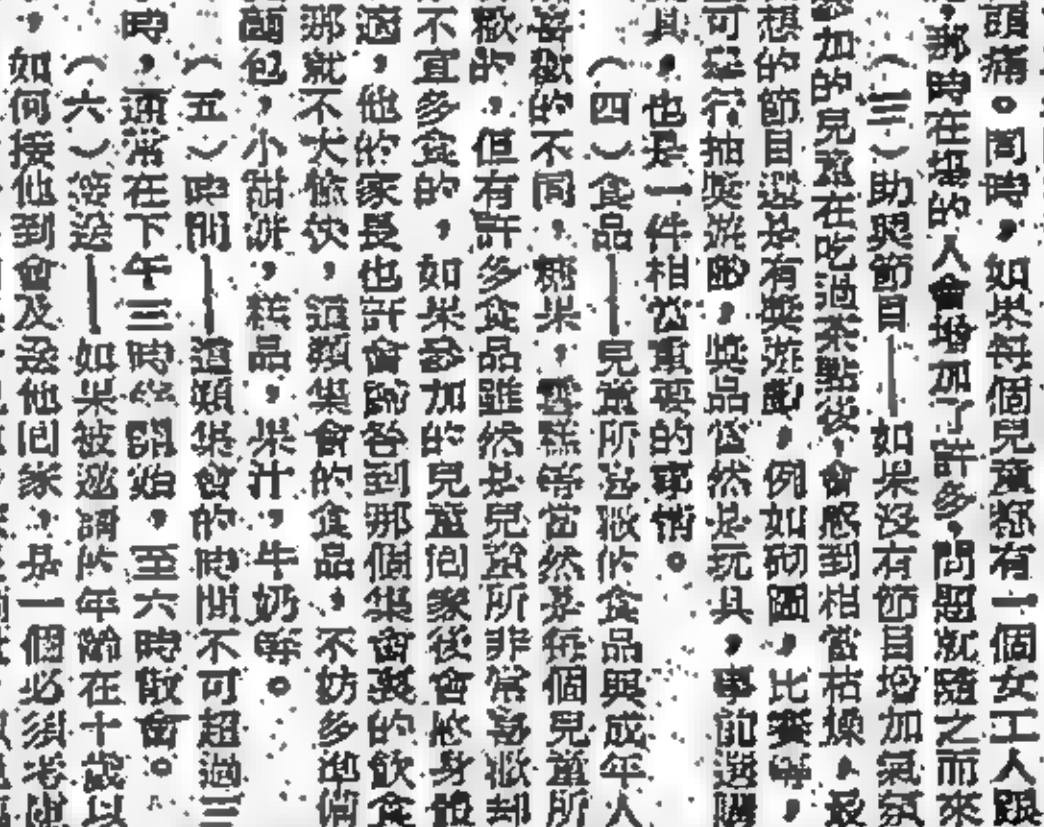 頭痛。同時，如果每個兒童都有一個女工人跟
，那時在場的人會增加了許多，問題就隨之而來
（三）助興節目——如果沒有節目增加氣氛
參加的兒童在吃過茶點後，會感到相當枯燥，最
想的節目還是有獎遊戲，例如砌圖，比賽等，
可是行抽獎遊戲，獎品當然是玩具，事前選購
具，也是一件相當重要的事情。
（四）食品——兒童所喜歡的食品與成年人
喜歡的不同，糖果，雪糕等當然是每個兒童所
歡的，但有許多食品雖然是兒童所非常喜歡却
不宜多食的，如果參加的兒童回家後會感身體
適，他的家長也許會歸咎到那個集會裏的飲食
那就不大愉快，這類集會的食品，不妨多些備
麵包，小甜餅，糕品，果汁，牛奶等。
（五）時間——這類集會的時間不可超過三
時，通常在下午三時開始，至六時散會。
（六）接送——如果被邀請的年齡在十歲以
，如何接他到會及送他回家，是一個必須考慮